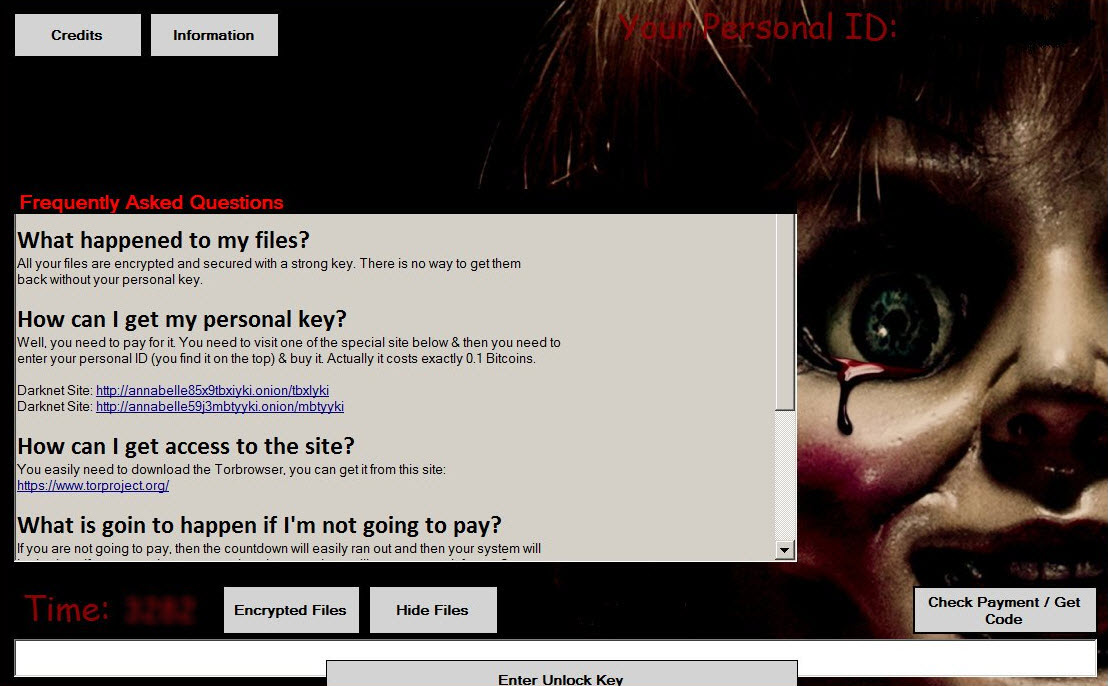 Credits
Information
Your Personal ID:
Frequently Asked Questions
What happened to my files?
All your files are encrypted and secured with a strong key. There is no way to get them
back without your personal key.
How can I get my personal key?
Well, you need to pay for it. You need to visit one of the special site below & then you need to
enter your personal ID (you find it on the top) & buy it. Actually it costs exactly 0.1 Bitcoins.
Darknet Site: http://annabelle85x9tbxiyki.onion/tbxIyki
Darknet Site: http://annabelle59j3mbtyyki.onion/mbtyyki
How can I get access to the site?
You easily need to download the Torbrowser, you can get it from this site:
https://www.torproject.org/
What is goin to happen if I'm not going to pay?
If you are not going to pay, then the countdown will easily ran out and then your system will
Time:
Encrypted Files
Hide Files
Check Payment / Get
Code
Enter Unlock Key